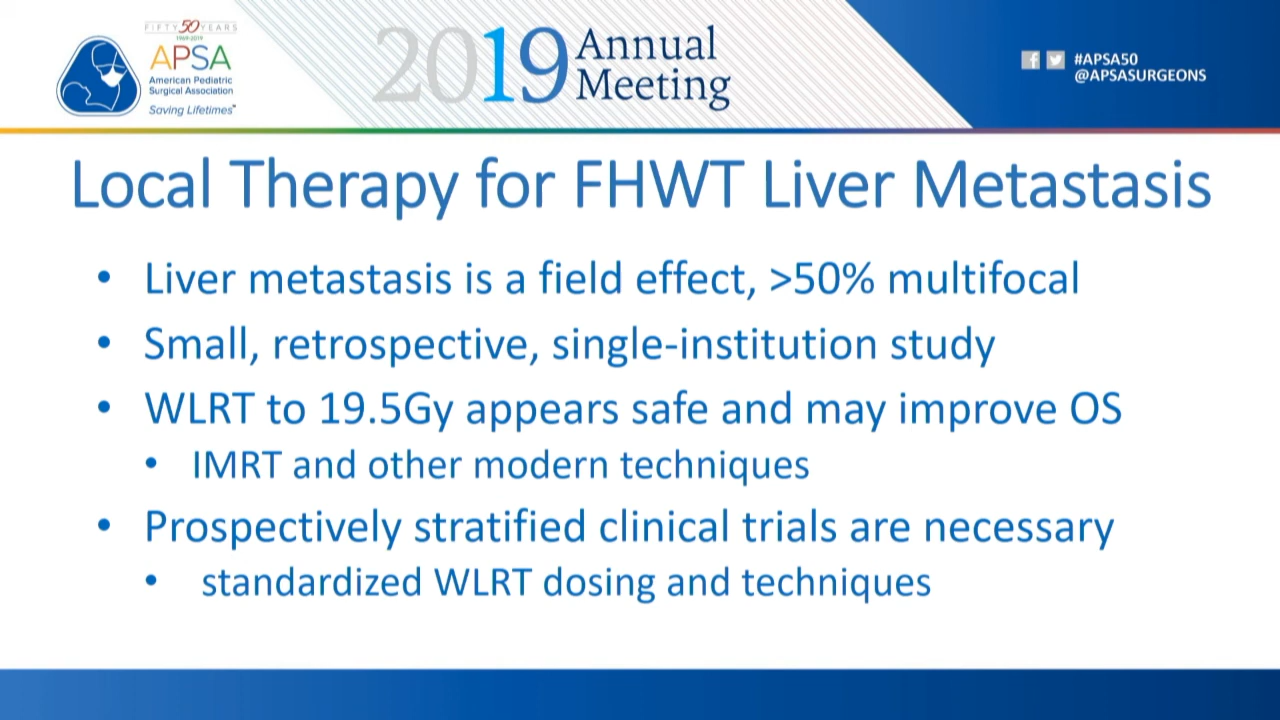 FIFTY 50 YEARS
1969-2019
APSA
American Pediatric
Surgical Association
Saving Lifetimes™
2019 Annual
Meeting
#APSA50
@APSASURGEONS
Local Therapy for FHWT Liver Metastasis
• Liver metastasis is a field effect, >50% multifocal
• Small, retrospective, single-institution study
• WLRT to 19.5Gy appears safe and may improve OS
• IMRT and other modern techniques
• Prospectively stratified clinical trials are necessary
• standardized WLRT dosing and techniques